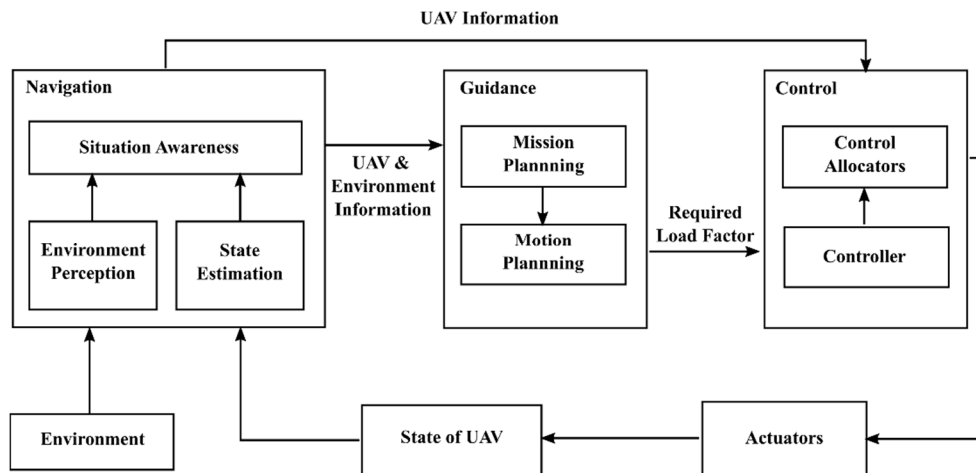 UAV Information
Navigation
Situation Awareness
Environment
Perception
State
Estimation
UAV &
Environment
Information
Guidance
Mission
Plannning
Motion
Plannning
Required
Load Factor
Control
Control
Allocators
Controller
Environment
State of UAV
Actuators